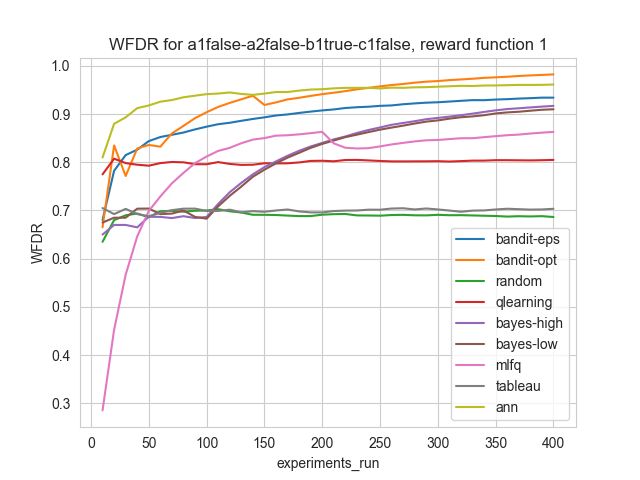 WFDR for a1false-a2false-b1true-c1false, reward function 1
1.0
0.9
0.8
0.7
0.6
0.5
0.4
0.3
WFDR
0
50
100
150
200
250
300
350
400
experiments_run
bandit-eps
bandit-opt
random
qlearning
bayes-high
bayes-low
mlfq
tableau
ann